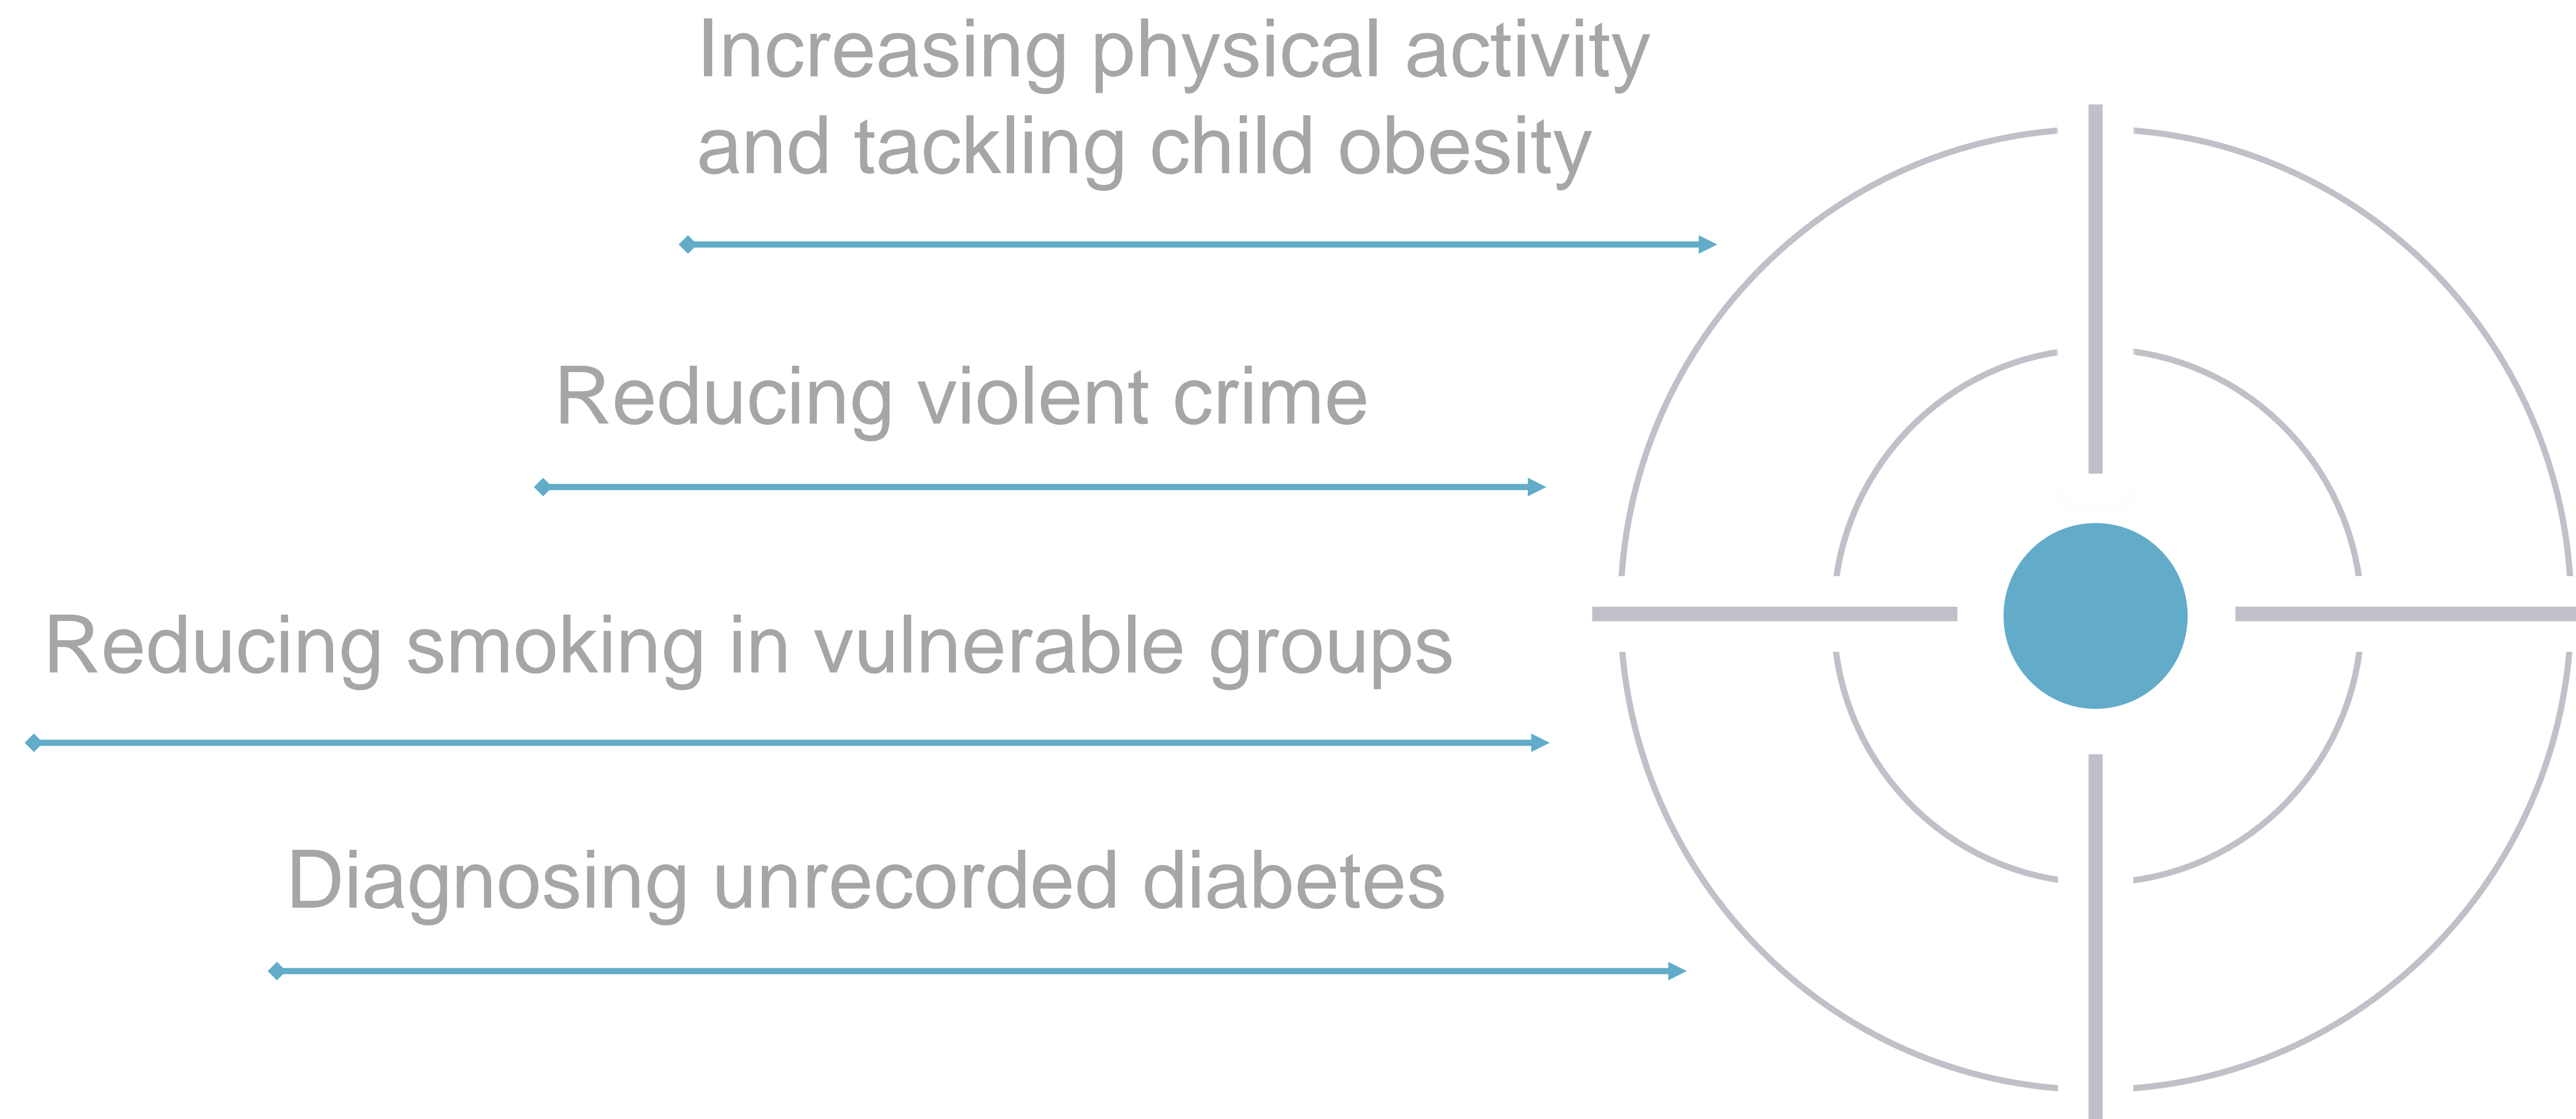 Increasing physical activity
and tackling child obesity
Reducing violent crime
Reducing smoking in vulnerable groups
Diagnosing unrecorded diabetes